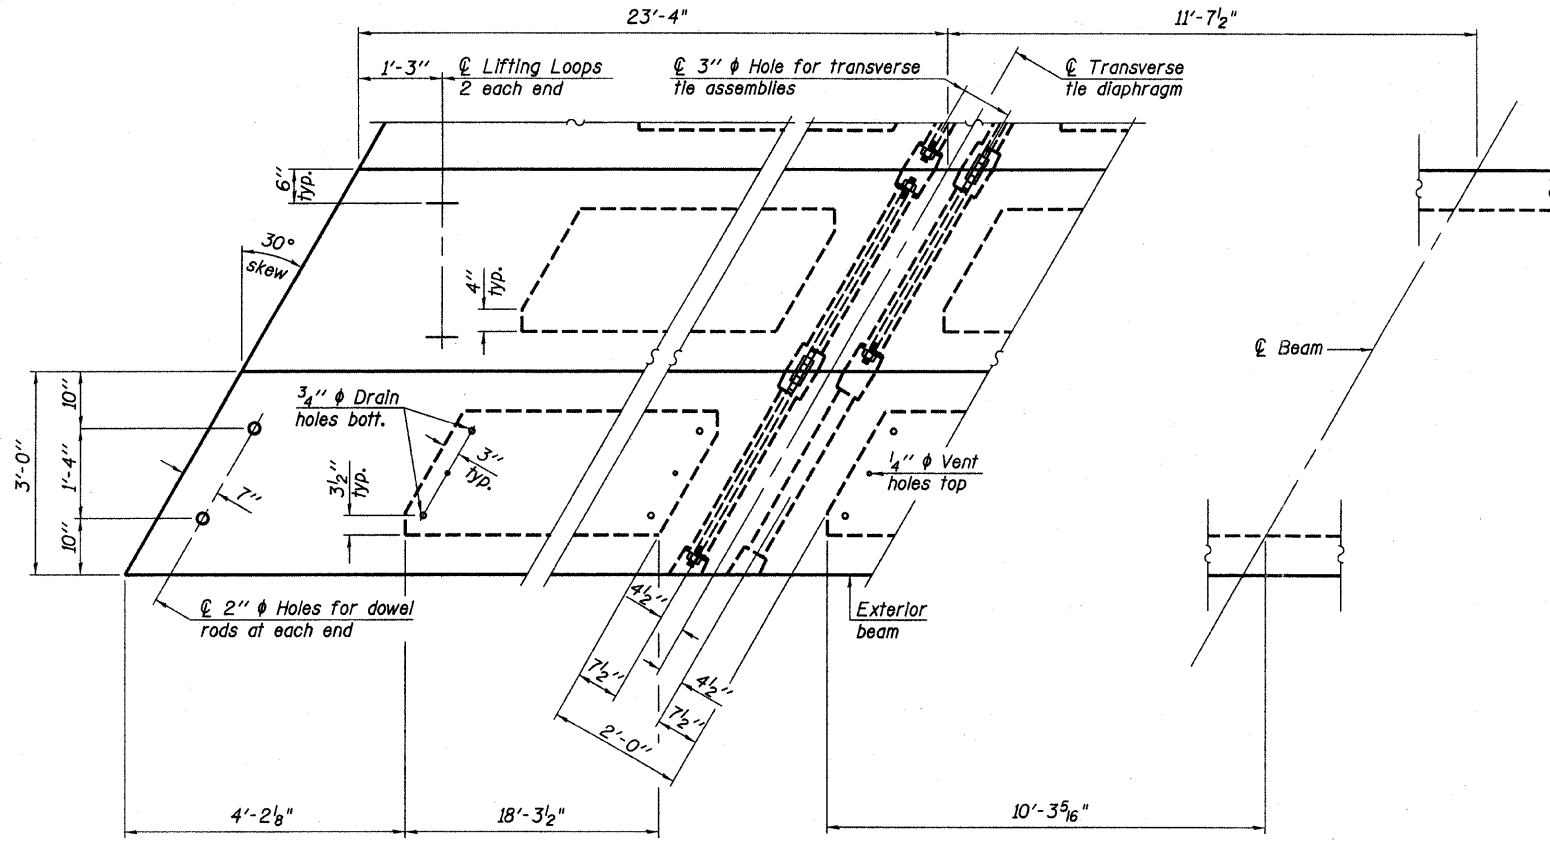 23'-4"
11'-7½"
1'-3"
℄ Lifting Loops
2 each end
℄ 3" ϕ Hole for transverse
tie assemblies
℄ Transverse
tie diaphragm
6"
typ.
30°
skew
4"
typ.
℄ Beam
3'-0"
10"
1'-4"
10"
¾" ϕ Drain
holes bott.
3"
typ.
3½"
typ.
7"
¼" ϕ Vent
holes top
℄ 2" ϕ Holes for dowel
rods at each end
Exterior
beam
4½"
7½"
4½"
7½"
2'-0"
4'-2⅛"
18'-3½"
10'-3 5/16"